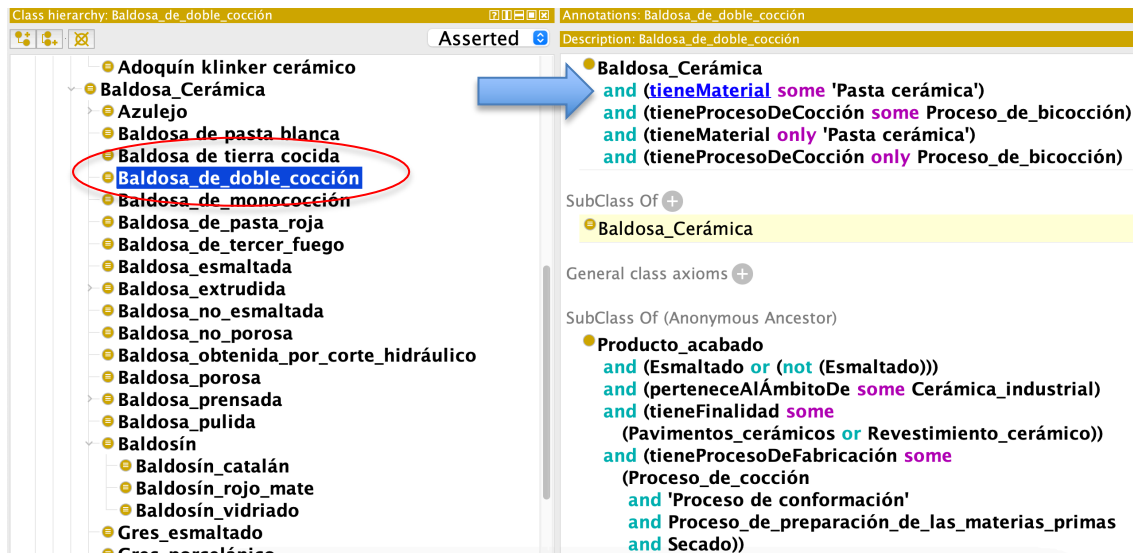 Class hierarchy: Baldosa_de_doble_cocción
Asserted
Adoquín klinker cerámico
Baldosa_Cerámica
Azulejo
Baldosa de pasta blanca
Baldosa de tierra cocida
Baldosa_de_doble_cocción
Baldosa_de_monococción
Baldosa_de_pasta_roja
Baldosa_de_tercer_fuego
Baldosa_esmaltada
Baldosa_extrudida
Baldosa_no_esmaltada
Baldosa_no_porosa
Baldosa_obtenida_por_corte_hidráulico
Baldosa_porosa
Baldosa_prensada
Baldosa_pulida
Baldosín
Baldosín_catalán
Baldosín_rojo_mate
Baldosín_vidriado
Gres_esmaltado
Gres_porcelánico
Annotations: Baldosa_de_doble_cocción
Description: Baldosa_de_doble_cocción
Baldosa_Cerámica
and (tieneMaterial some 'Pasta cerámica')
and (tieneProcesoDeCocción some Proceso_de_bicocción)
and (tieneMaterial only 'Pasta cerámica')
and (tieneProcesoDeCocción only Proceso_de_bicocción)
SubClass Of
Baldosa_Cerámica
General class axioms
SubClass Of (Anonymous Ancestor)
Producto_acabado
and (Esmaltado or (not (Esmaltado)))
and (perteneceAlÁmbitoDe some Cerámica_industrial)
and (tieneFinalidad some
(Pavimentos_cerámicos or Revestimiento_cerámico))
and (tieneProcesoDeFabricación some
(Proceso_de_cocción
and 'Proceso de conformación'
and Proceso_de_preparación_de_las_materias_primas
and Secado))